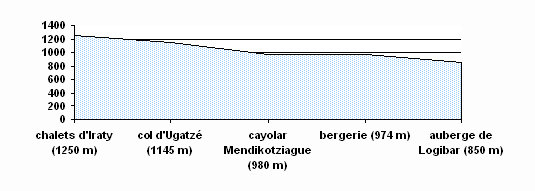 1400
1200
1000
800
600
400
200
0
chalets d'Iraty
(1250 m)
col d'Ugatzé
(1145 m)
cayolar
Mendikotziague
(980 m)
bergerie (974 m)
auberge de
Logibar (850 m)